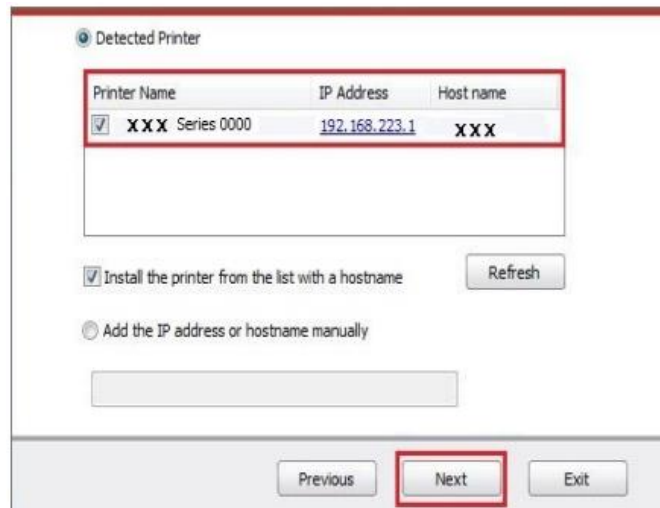 Detected Printer
Printer Name IP Address Host name
XXX Series 0000 192.168.223.1 XXX
Install the printer from the list with a hostname Refresh
Add the IP address or hostname manually
Previous Next Exit